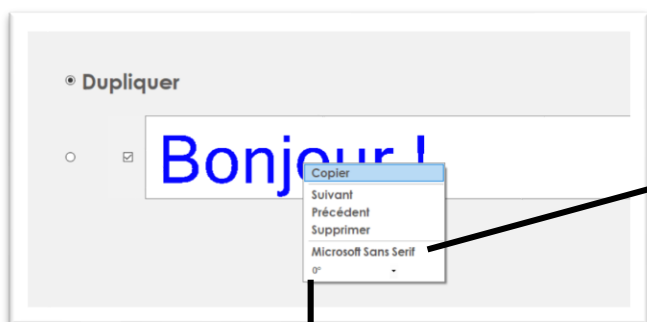 Dupliquer
Bonjour !
Copier
Suivant
Précédent
Supprimer
Microsoft Sans Serif
0°